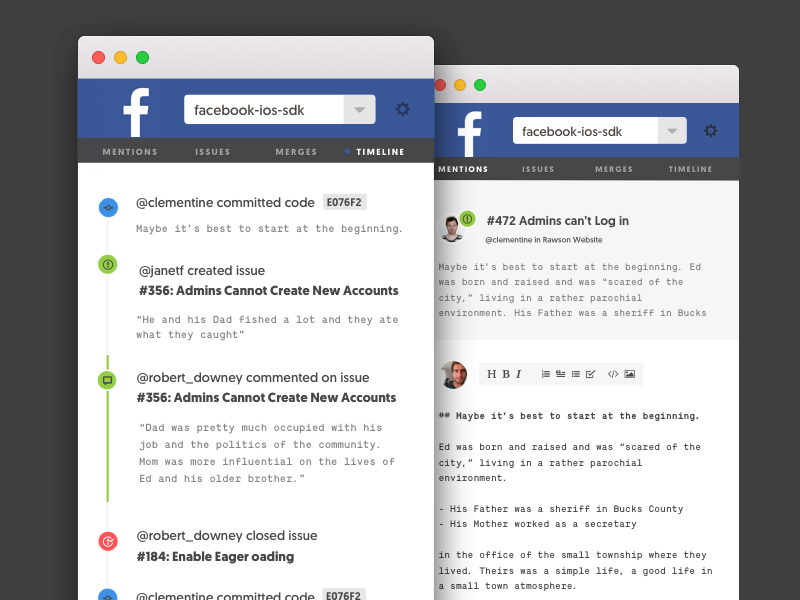 facebook-ios-sdk
MENTIONS ISSUES MERGES TIMELINE
@clementine committed code E076F2
Maybe it's best to start at the beginning.
@janetf created issue
#356: Admins Cannot Create New Accounts
“He and his Dad fished a lot and they ate
what they caught”
@robert_downey commented on issue
#356: Admins Cannot Create New Accounts
“Dad was pretty much occupied with his
job and the politics of the community.
Mom was more influential on the lives of
Ed and his older brother.”
@robert_downey closed issue
#184: Enable Eager oading
@clementine committed code E076F2
facebook-ios-sdk
MENTIONS ISSUES MERGES TIMELINE
#472 Admins can't Log in
@clementine in Rawson Website
Maybe it's best to start at the beginning. Ed
was born and raised and was “scared of the
city,” living in a rather parochial
environment. His Father was a sheriff in Bucks
H B I
## Maybe it's best to start at the beginning.
Ed was born and raised and was “scared of the
city,” living in a rather parochial
environment.
- His Father was a sheriff in Bucks County
- His Mother worked as a secretary
in the office of the small township where they
lived. Theirs was a simple life, a good life in
a small town atmosphere.